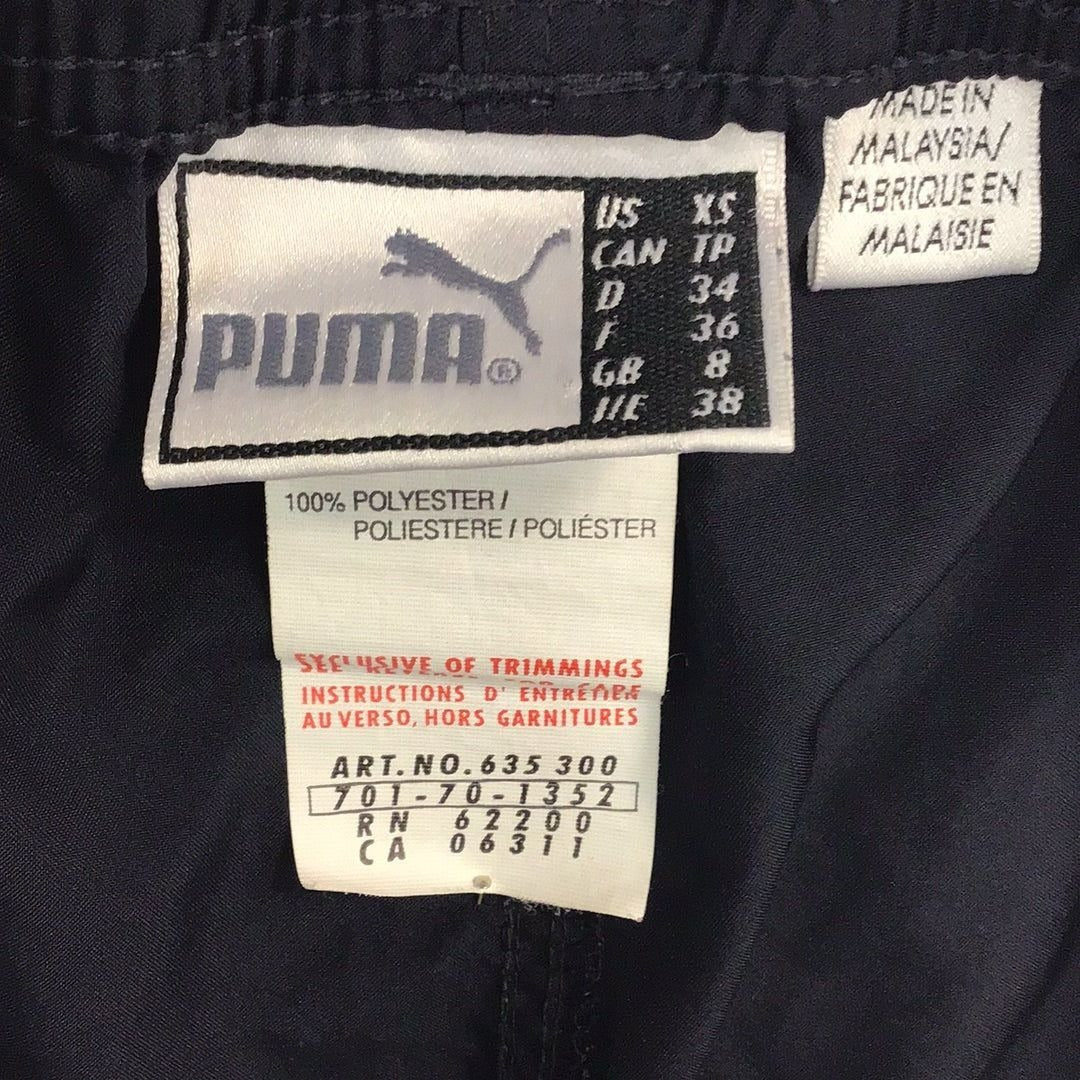 PUMA®
US XS
CAN TP
D 34
F 36
GB 8
I/E 38
MADE IN
MALAYSIA/
FABRIQUE EN
MALAISIE
100% POLYESTER /
POLIESTERE / POLIÉSTER
OF TRIMMINGS
INSTRUCTIONS D'
AU VERSO, HORS GARNITURES
ART. NO. 635 300
701-70-1352
RN 62200
CA 06311